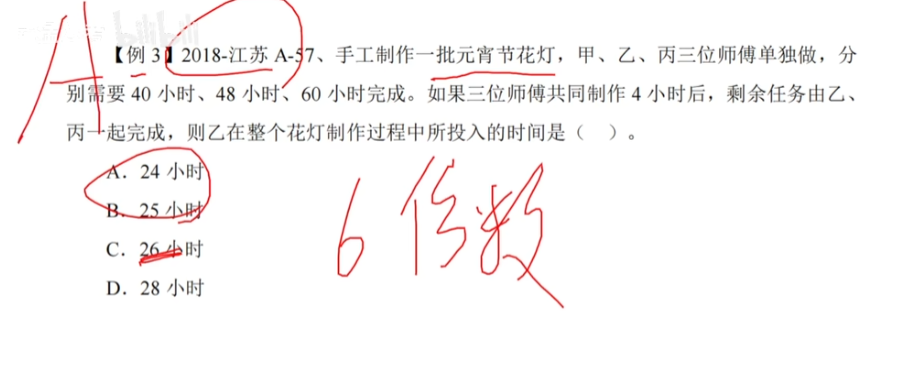 A
【例 3】2018-江苏 A-57、手工制作一批元宵节花灯，甲、乙、丙三位师傅单独做，分
别需要 40 小时、48 小时、60 小时完成。如果三位师傅共同制作 4 小时后，剩余任务由乙、
丙一起完成，则乙在整个花灯制作过程中所投入的时间是（ ）。
A．24 小时
B．25 小时
C．26 小时
D．28 小时
6 倍数